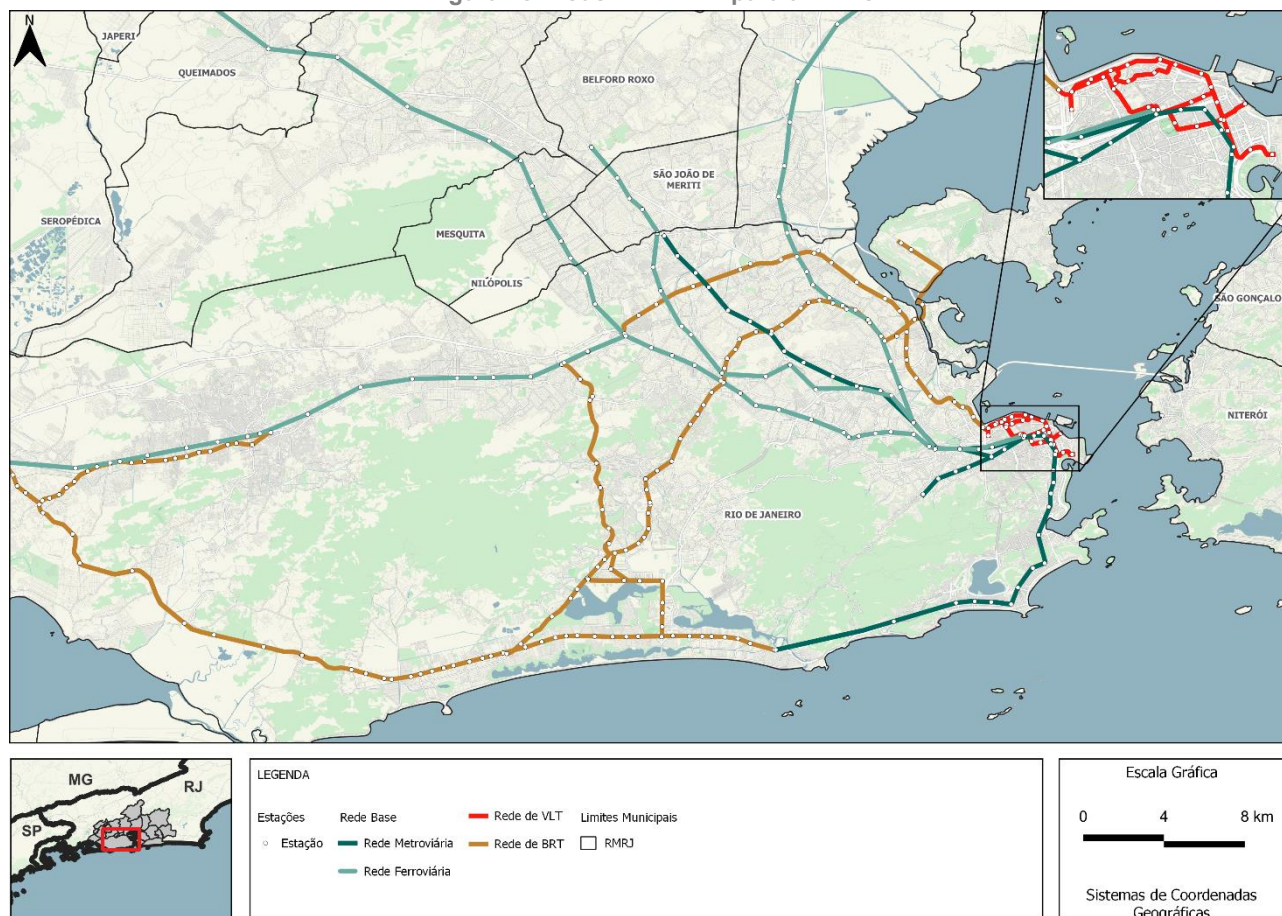 N
JAPERI
QUEIMADOS
BELFORD ROXO
SÃO JOÃO DE
MERITI
SEROPÉDICA
MESQUITA
NILÓPOLIS
SÃO GONÇALO
NITERÓI
RIO DE JANEIRO
MG
RJ
SP
LEGENDA
Estações
Estação
Rede Base
Rede Metroviária
Rede Ferroviária
Rede de VLT
Rede de BRT
Limites Municipais
RMRJ
Escala Gráfica
0 4 8 km
Sistemas de Coordenadas
Geográficas